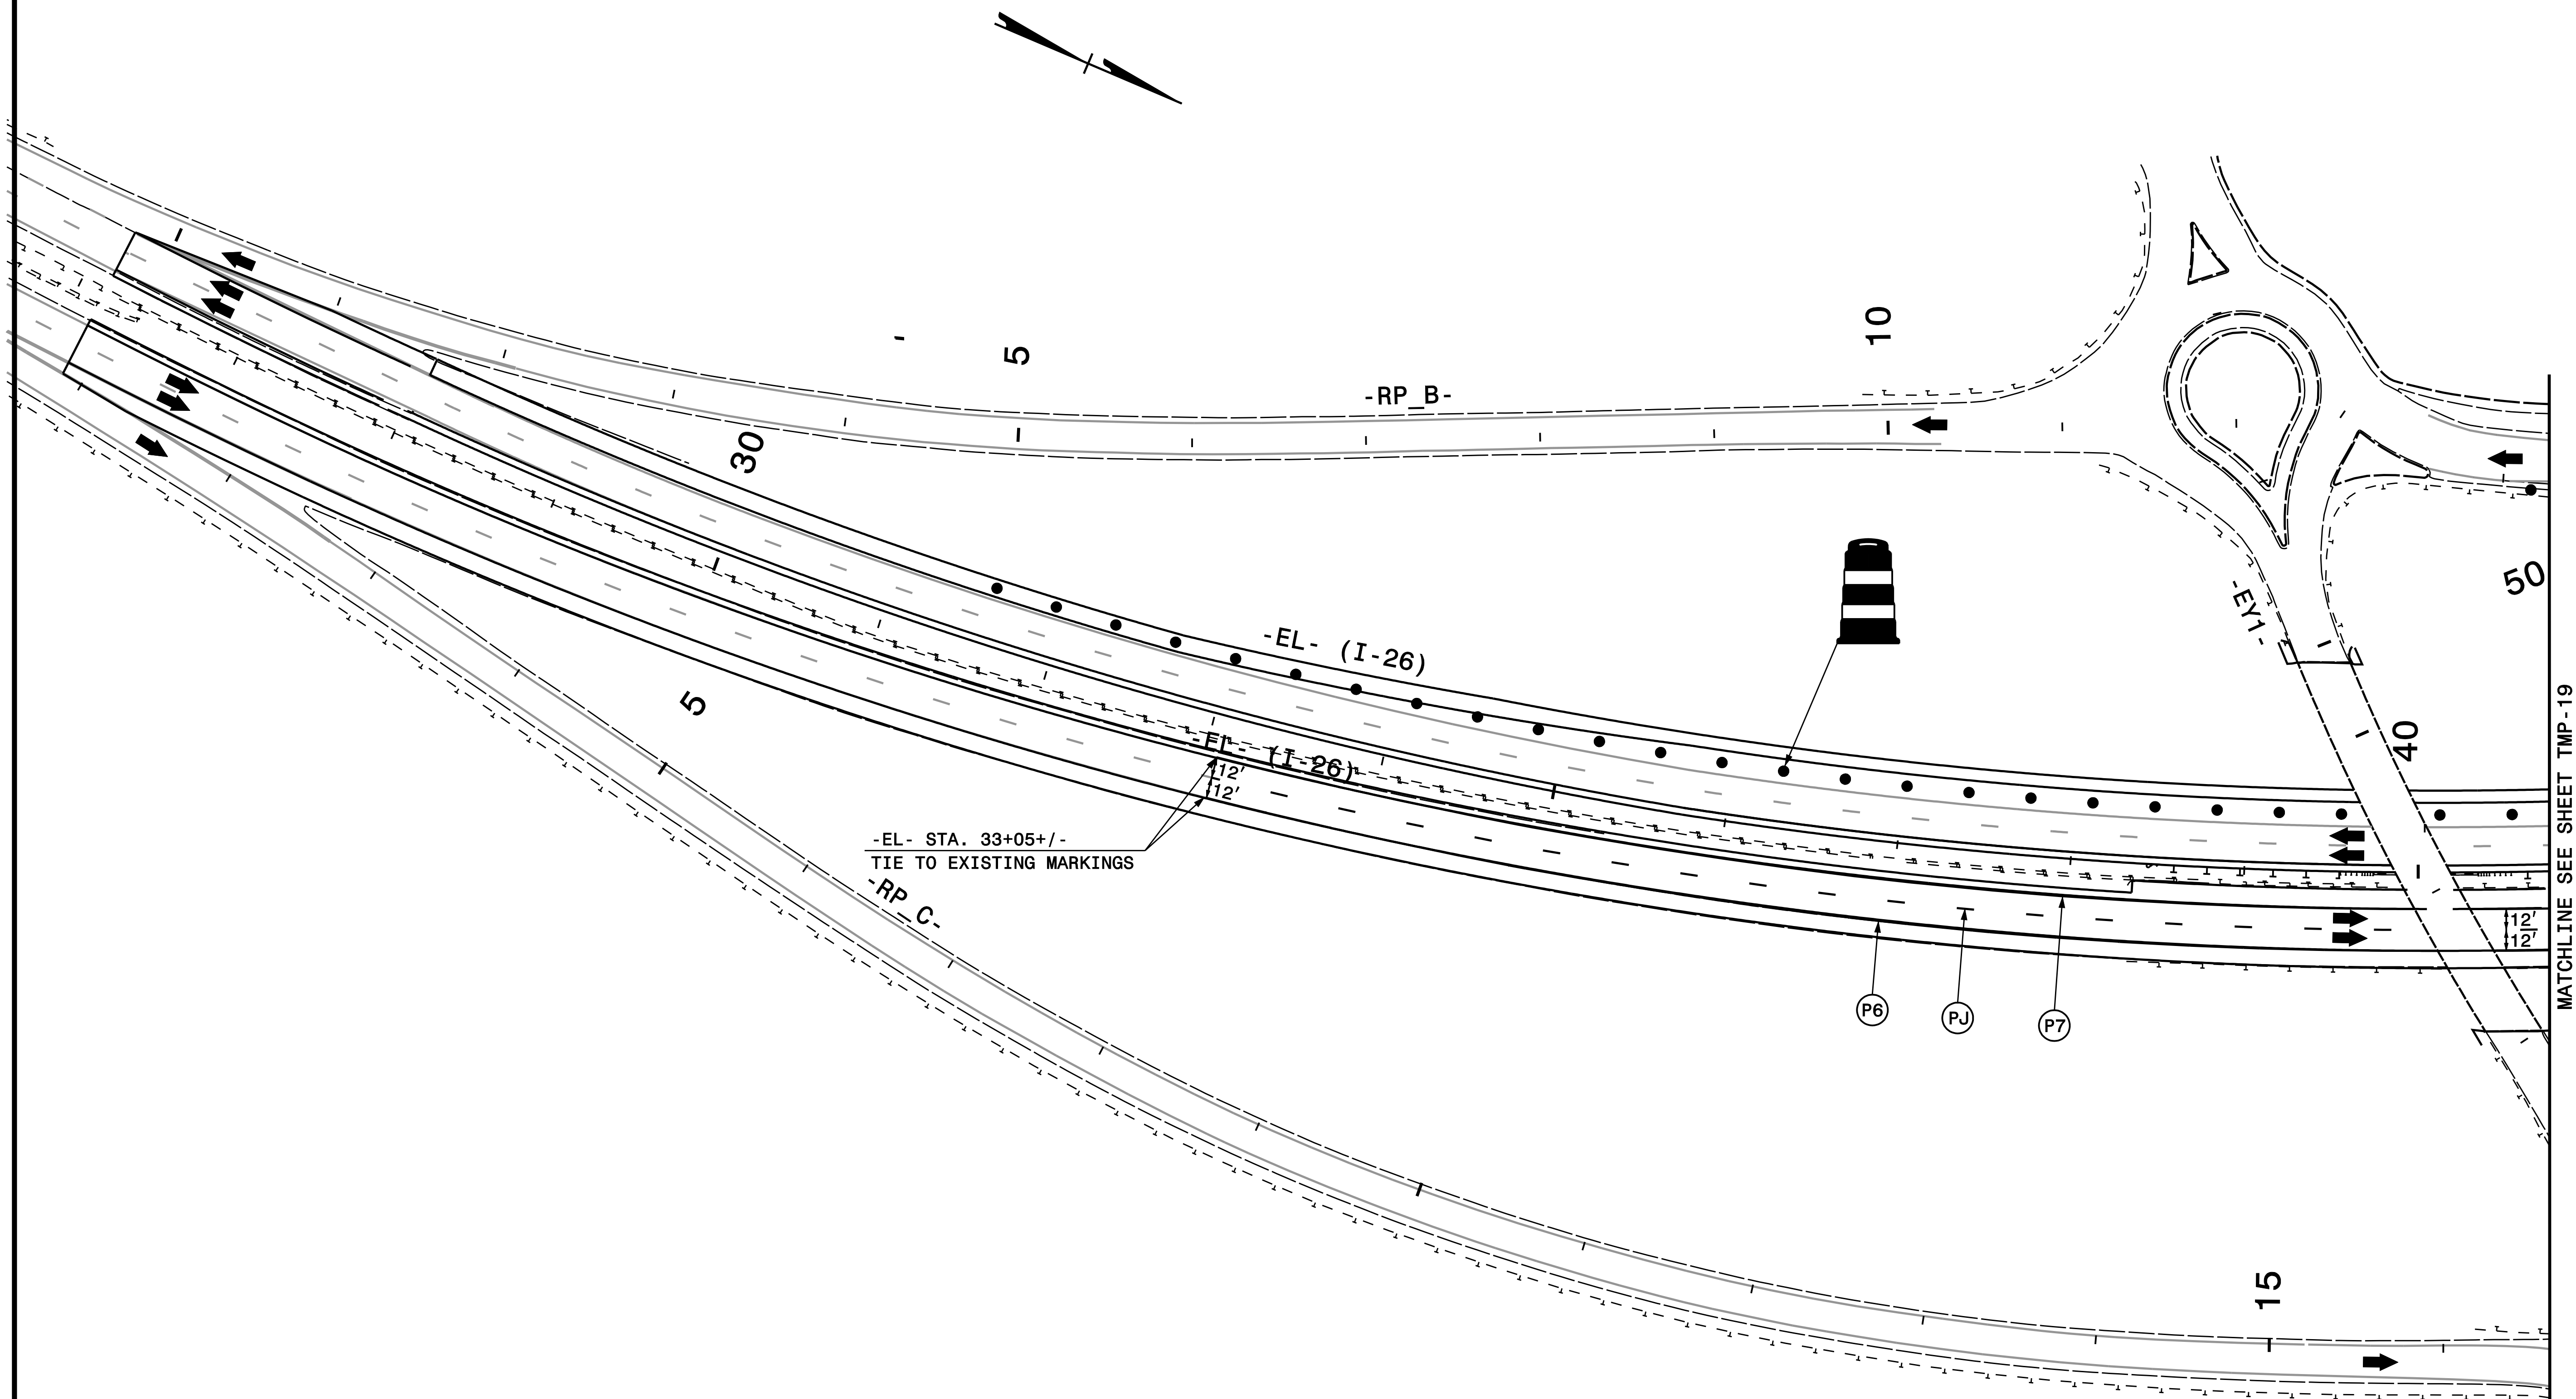 10
5
-RP_B-
30
50
-EY1-
-EL- (I-26)
5
40
-EL- (I-26)
12'
12'
-EL- STA. 33+05+/-
TIE TO EXISTING MARKINGS
-RP_C-
12'
12'
P6
PJ
P7
MATCHLINE SEE SHEET TMP-19
15